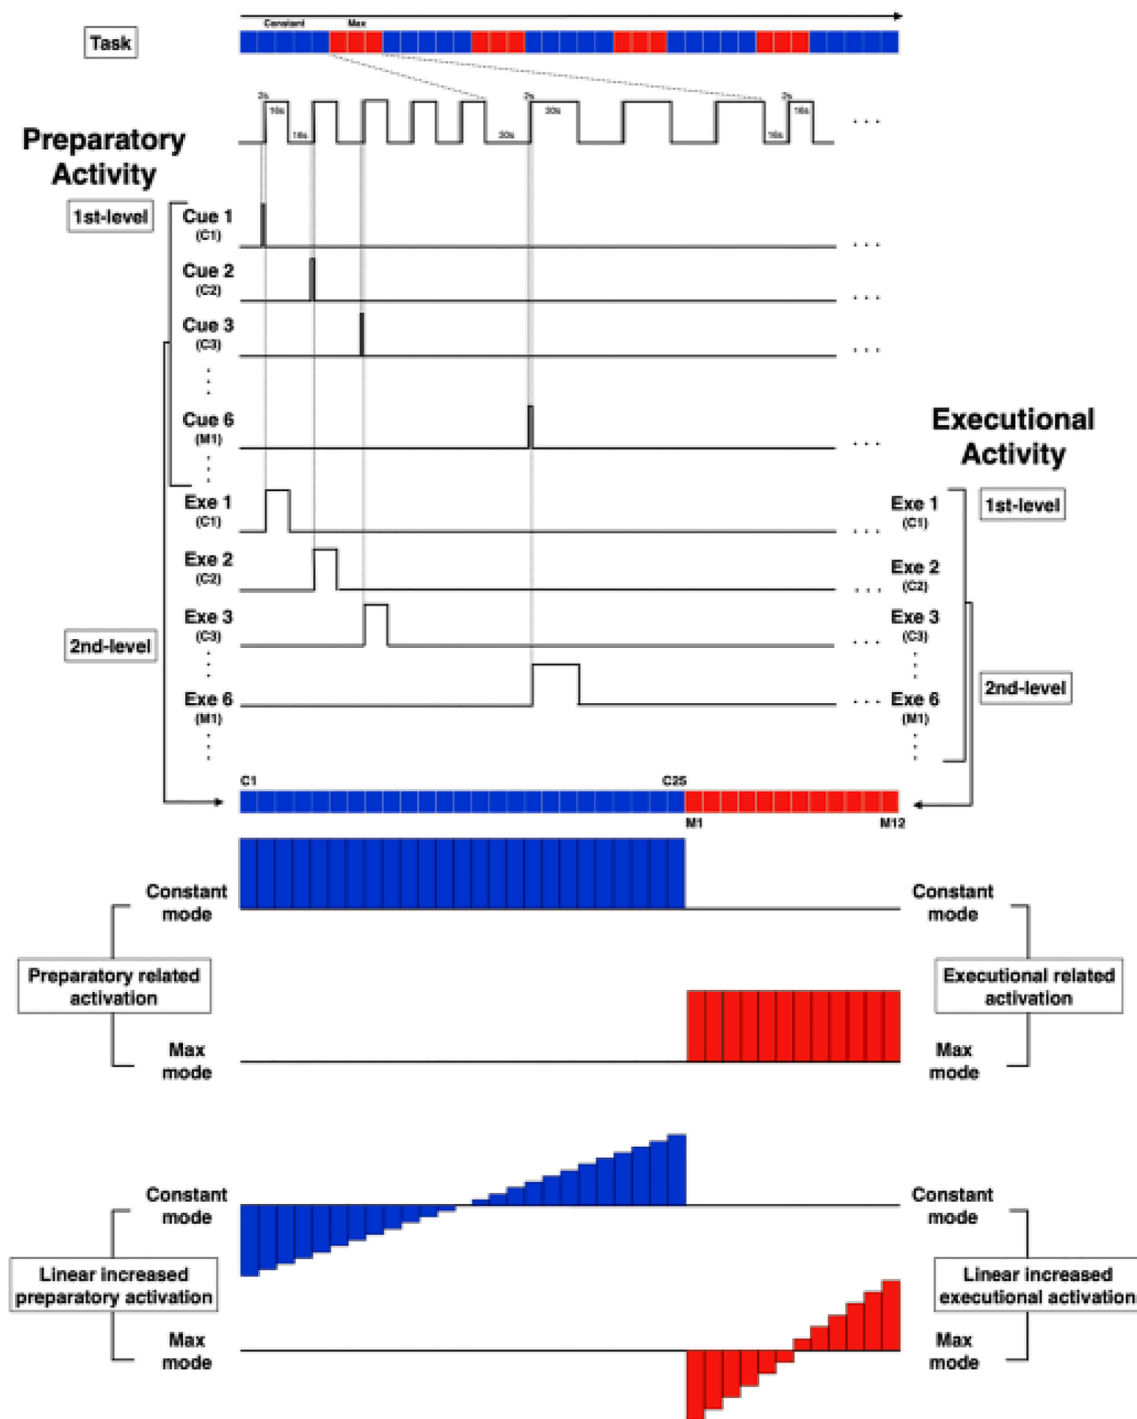 Constant Max
Task
2s 2s 2s
16s 30s 16s
16s 30s 16s
. . .
Preparatory
Activity
1st-level
Cue 1
(C1)
. . .
Cue 2
(C2)
. . .
Cue 3
(C3)
. . .
Cue 6
(M1)
. . .
Executional
Activity
Exe 1
(C1)
. . .
Exe 1
(C1)
1st-level
Exe 2
(C2)
. . .
Exe 2
(C2)
Exe 3
(C3)
. . .
Exe 3
(C3)
2nd-level
Exe 6
(M1)
. . .
Exe 6
(M1)
2nd-level
C1 C25
M1 M12
Constant
mode
Constant
mode
Preparatory related
activation
Executional related
activation
Max
mode
Max
mode
Constant
mode
Constant
mode
Linear increased
preparatory activation
Linear increased
executional activation
Max
mode
Max
mode